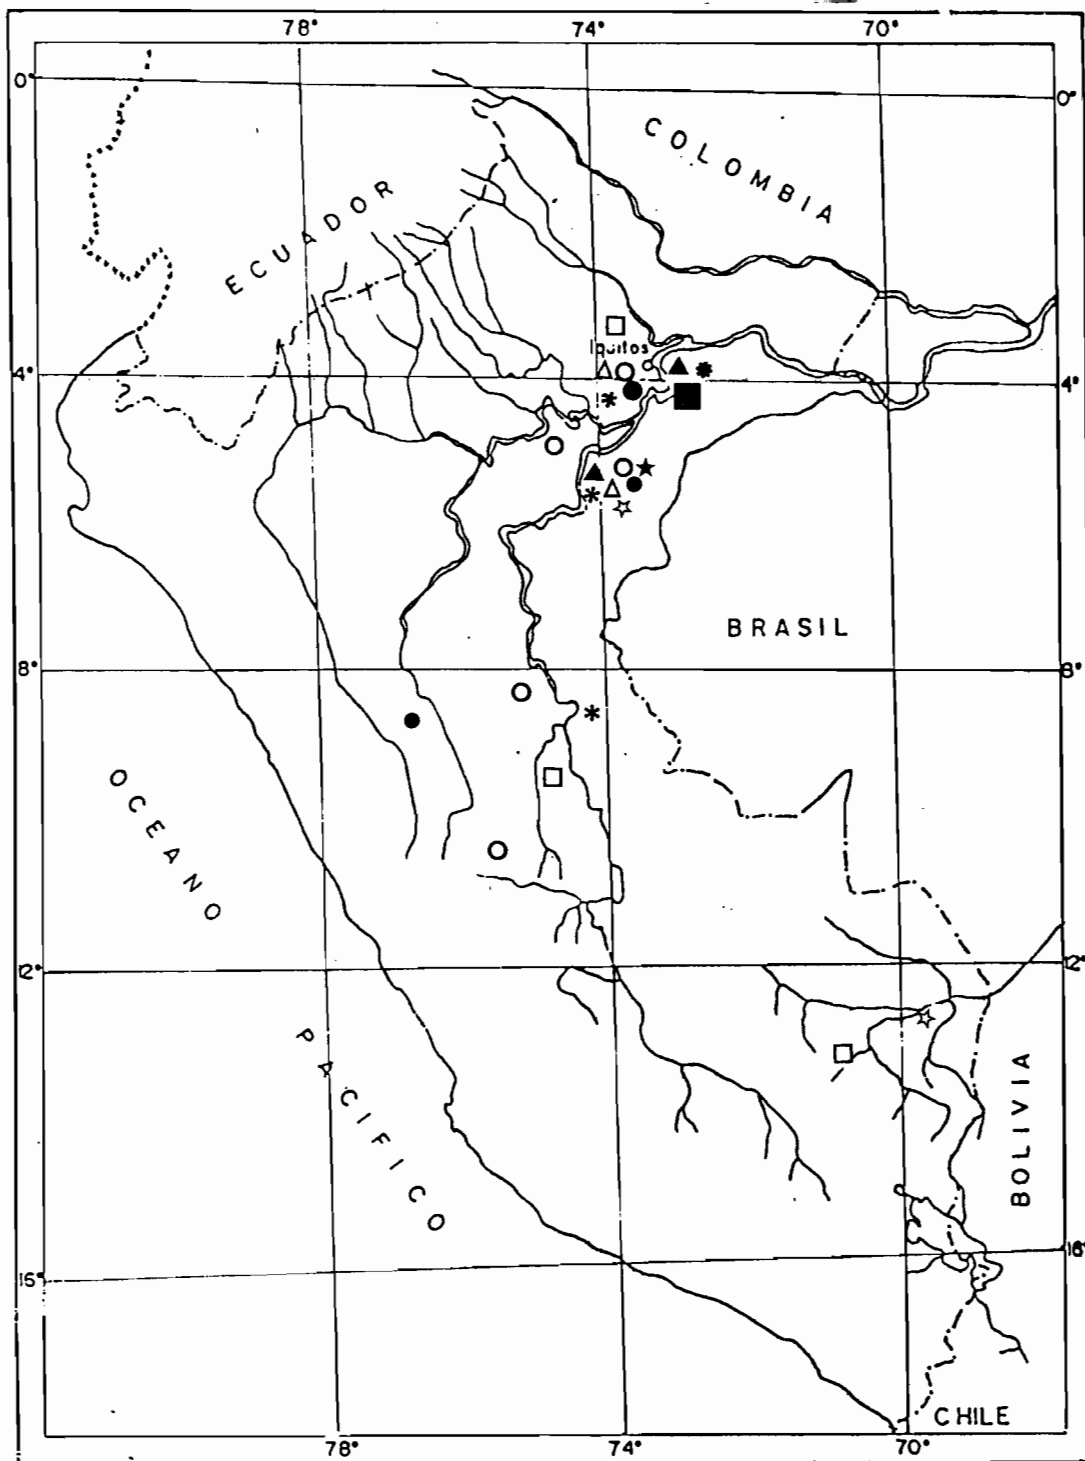 78° 74° 70°
0° 0°
COLOMBIA
ECUADOR
Iquitos
4° 4°
BRASIL
8° 8°
OCEANO
12° 12°
PACIFICO
BOLIVIA
16° 16°
CHILE
78° 74° 70°